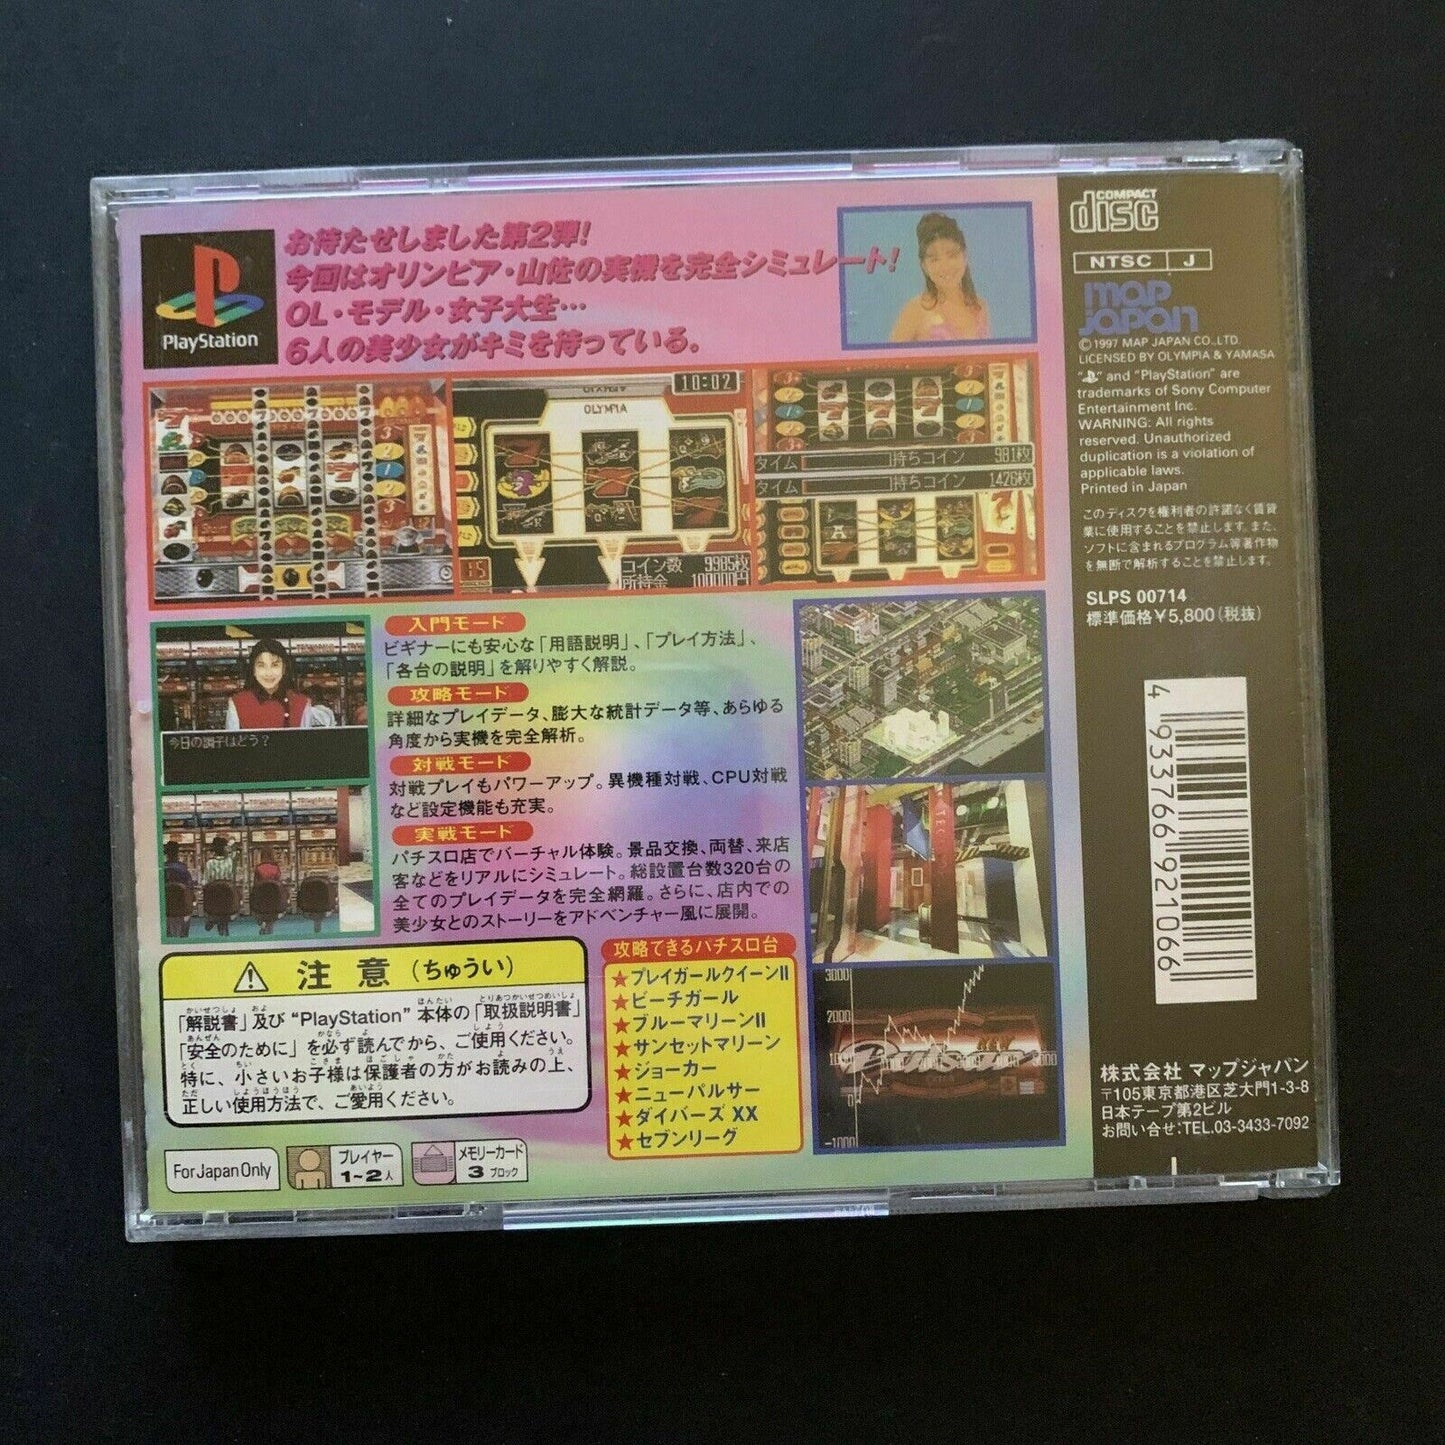 お待たせしました第2弾!
今回はオリンピア・山佐の実機を完全シミュレート!
OL・モデル・女子大生…
6人の美少女がキミを待っている。
PlayStation
10:02
OLYMPIA
コイン数 9985枚
所持金 100000円
タイム 持ちコイン 981枚
タイム 持ちコイン 1426枚
今日の調子はどう?
入門モード
ビギナーにも安心な「用語説明」、「プレイ方法」、
「各台の説明」を解りやすく解説。
攻略モード
詳細なプレイデータ、膨大な統計データ等、あらゆる
角度から実機を完全解析。
対戦モード
対戦プレイもパワーアップ。異機種対戦、CPU対戦
など設定機能も充実。
実戦モード
パチスロ店でバーチャル体験。景品交換、両替、来店
客などをリアルにシミュレート。総設置台数320台の
全てのプレイデータを完全網羅。さらに、店内での
美少女とのストーリーをアドベンチャー風に展開。
注意(ちゅうい)
「解説書」及び“PlayStation”本体の「取扱説明書」
「安全のために」を必ず読んでから、ご使用ください。
特に、小さいお子様は保護者の方がお読みの上、
正しい使用方法で、ご愛用ください。
攻略できるパチスロ台
★プレイガールクイーンII
★ビーチガール
★ブルーマリーンII
★サンセットマリーン
★ジョーカー
★ニューパルサー
★ダイバーズ XX
★セブンリーグ
3000
2000
-1000
For Japan Only
プレイヤー
1~2人
メモリーカード
3 ブロック
COMPACT
disc
NTSC J
map
japan
©1997 MAP JAPAN CO.,LTD.
LICENSED BY OLYMPIA & YAMASA
" " and "PlayStation" are
trademarks of Sony Computer
Entertainment Inc.
WARNING: All rights
reserved. Unauthorized
duplication is a violation of
applicable laws.
Printed in Japan
このディスクを権利者の許諾なく賃貸
業に使用することを禁止します。また、
ソフトに含まれるプログラム等著作物
を無断で解析することを禁止します。
SLPS 00714
標準価格¥5,800(税抜)
4 933766 921066
株式会社 マップジャパン
〒105東京都港区芝大門1-3-8
日本テープ第2ビル
お問い合せ:TEL.03-3433-7092